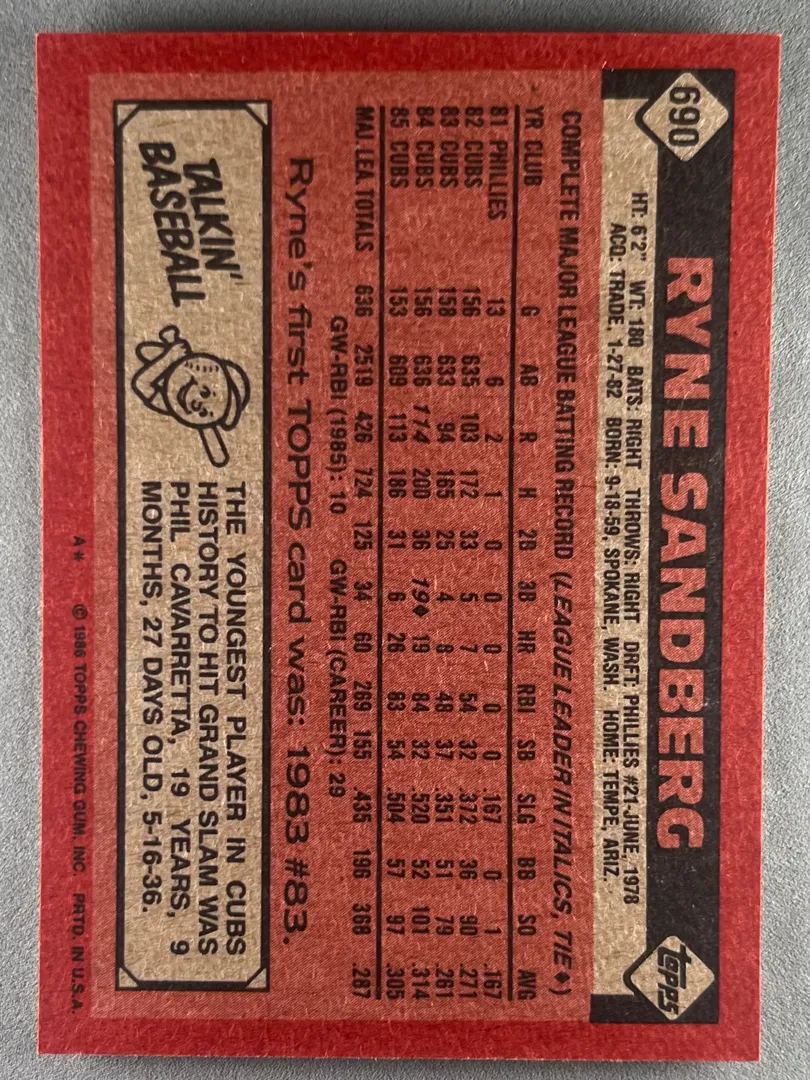 690
RYNE SANDBERG
topps
HT: 6'2" WT: 180 BATS: RIGHT THROWS: RIGHT DRFT: PHILLIES #21-JUNE, 1978
ACQ: TRADE, 1-27-82 BORN: 9-18-59, SPOKANE, WASH. HOME: TEMPE, ARIZ.
COMPLETE MAJOR LEAGUE BATTING RECORD (LEAGUE LEADER IN ITALICS, TIE♦)
YR CLUB G AB R H 2B 3B HR RBI SB SLG BB SO AVG
81 PHILLIES 13 6 2 1 0 0 0 0 0 .167 0 1 .167
82 CUBS 156 635 103 172 33 5 7 54 32 .372 36 90 .271
83 CUBS 158 633 94 165 25 4 8 48 37 .351 51 79 .261
84 CUBS 156 636 114 200 36 19♦ 19 84 32 .520 52 101 .314
85 CUBS 153 609 113 186 31 6 26 83 54 .504 57 97 .305
MAJ. LEA. TOTALS 636 2519 426 724 125 34 60 269 155 .435 196 368 .287
GW-RBI (1985): 10 GW-RBI (CAREER): 29
Ryne's first TOPPS card was: 1983 #83.
TALKIN'
BASEBALL
THE YOUNGEST PLAYER IN CUBS
HISTORY TO HIT GRAND SLAM WAS
PHIL CAVARRETTA, 19 YEARS, 9
MONTHS, 27 DAYS OLD, 5-16-36.
A* © 1986 TOPPS CHEWING GUM, INC. PRTD. IN U.S.A.